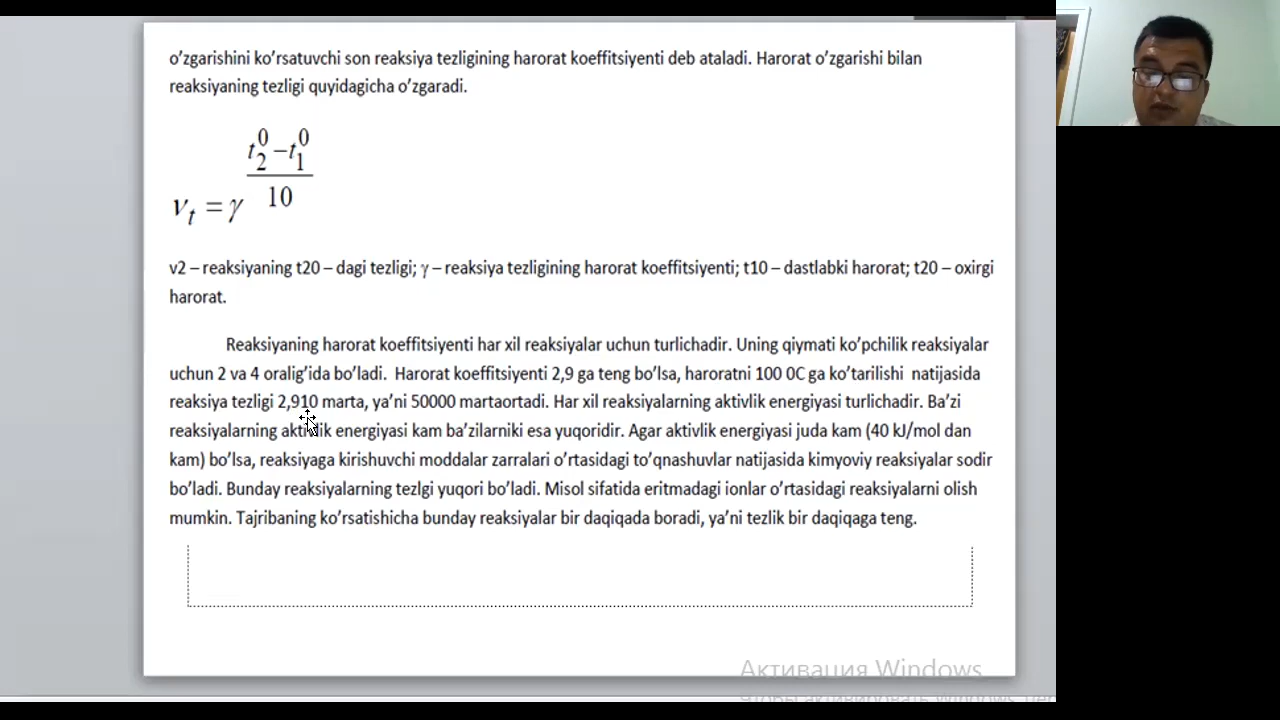 o’zgarishini ko’rsatuvchi son reaksiya tezligining harorat koeffitsiyenti deb ataladi. Harorat o’zgarishi bilan
reaksiyaning tezligi quyidagicha o’zgaradi.
ν_t = γ^((t_2^0 − t_1^0)/10)
v2 – reaksiyaning t20 – dagi tezligi; γ – reaksiya tezligining harorat koeffitsiyenti; t10 – dastlabki harorat; t20 – oxirgi
harorat.
Reaksiyaning harorat koeffitsiyenti har xil reaksiyalar uchun turlichadir. Uning qiymati ko’pchilik reaksiyalar
uchun 2 va 4 oralig’ida bo’ladi. Harorat koeffitsiyenti 2,9 ga teng bo’lsa, haroratni 100 0C ga ko’tarilishi natijasida
reaksiya tezligi 2,910 marta, ya’ni 50000 martaortadi. Har xil reaksiyalarning aktivlik energiyasi turlichadir. Ba’zi
reaksiyalarning aktivlik energiyasi kam ba’zilarniki esa yuqoridir. Agar aktivlik energiyasi juda kam (40 kJ/mol dan
kam) bo’lsa, reaksiyaga kirishuvchi moddalar zarralari o’rtasidagi to’qnashuvlar natijasida kimyoviy reaksiyalar sodir
bo’ladi. Bunday reaksiyalarning tezlgi yuqori bo’ladi. Misol sifatida eritmadagi ionlar o’rtasidagi reaksiyalarni olish
mumkin. Tajribaning ko’rsatishicha bunday reaksiyalar bir daqiqada boradi, ya’ni tezlik bir daqiqaga teng.
Активация Windows